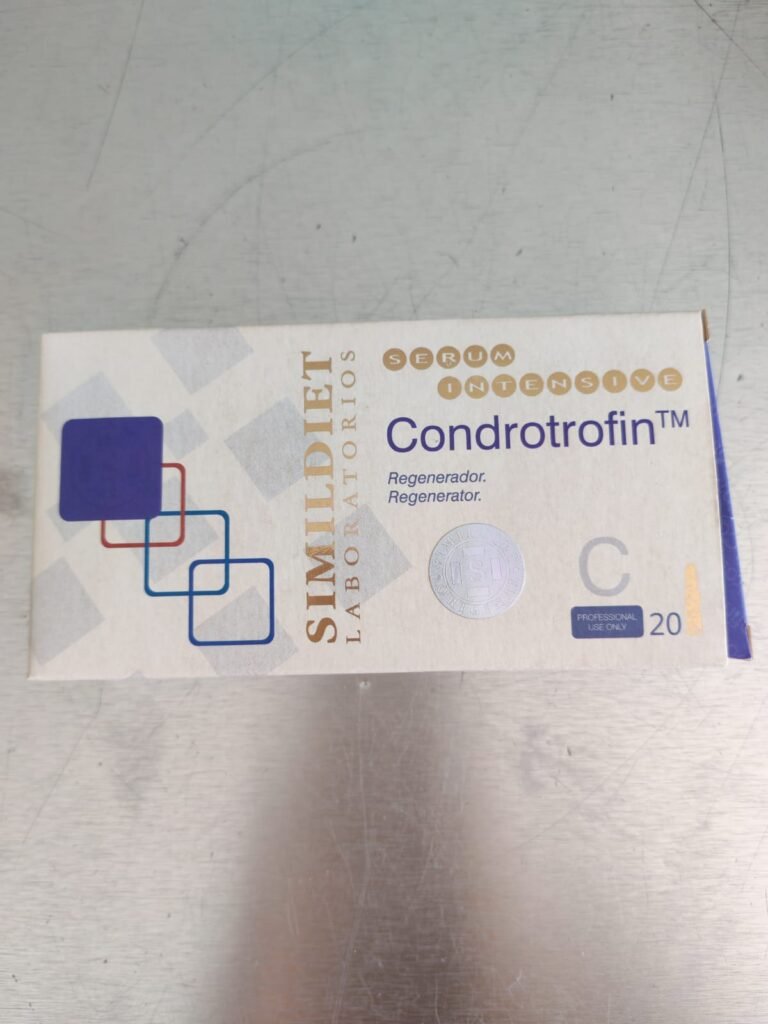 SIMILDIET
LABORATORIOS
SERUM
INTENSIVE
Condrotrofin™
Regenerador.
Regenerator.
C
PROFESSIONAL
USE ONLY
20